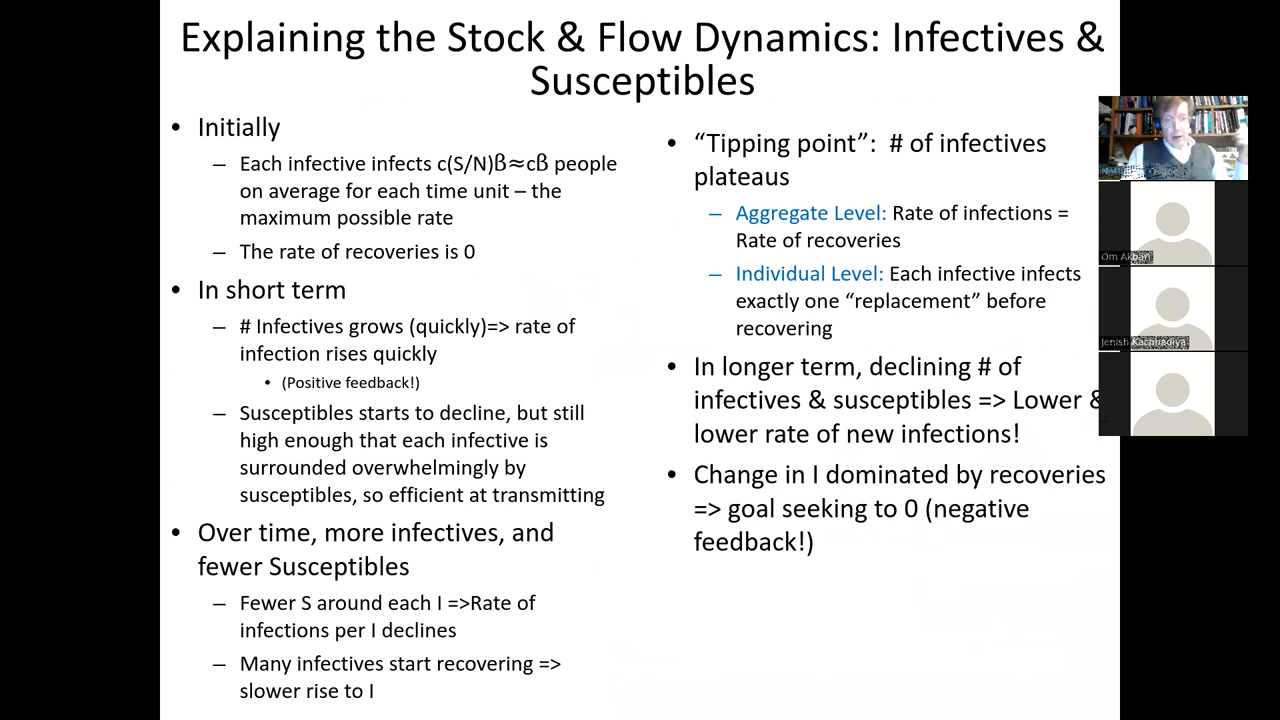 Explaining the Stock & Flow Dynamics: Infectives &
Susceptibles
• Initially
– Each infective infects c(S/N)ß≈cß people
on average for each time unit – the
maximum possible rate
– The rate of recoveries is 0
• In short term
– # Infectives grows (quickly)=> rate of
infection rises quickly
• (Positive feedback!)
– Susceptibles starts to decline, but still
high enough that each infective is
surrounded overwhelmingly by
susceptibles, so efficient at transmitting
• Over time, more infectives, and
fewer Susceptibles
– Fewer S around each I =>Rate of
infections per I declines
– Many infectives start recovering =>
slower rise to I
• “Tipping point”: # of infectives
plateaus
– Aggregate Level: Rate of infections =
Rate of recoveries
– Individual Level: Each infective infects
exactly one “replacement” before
recovering
• In longer term, declining # of
infectives & susceptibles => Lower &
lower rate of new infections!
• Change in I dominated by recoveries
=> goal seeking to 0 (negative
feedback!)
Om Akbari
Jenish Kachhadiya